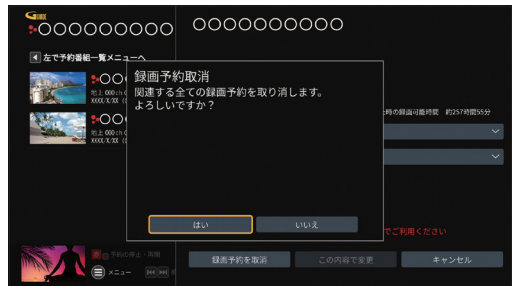 G-GUIDE
○○○○○○○○○
○○○○○○○○○○
左で予約番組一覧メニューへ
○○
地上 000ch
XXX/X/XX
○○
地上 000ch
XXX/X/XX
録画予約取消
関連する全ての録画予約を取り消します。
よろしいですか？
時の録画可能時間 約257時間55分
はい
いいえ
でご利用ください
赤 予約の停止・再開
メニュー
録画予約を取消
この内容で変更
キャンセル